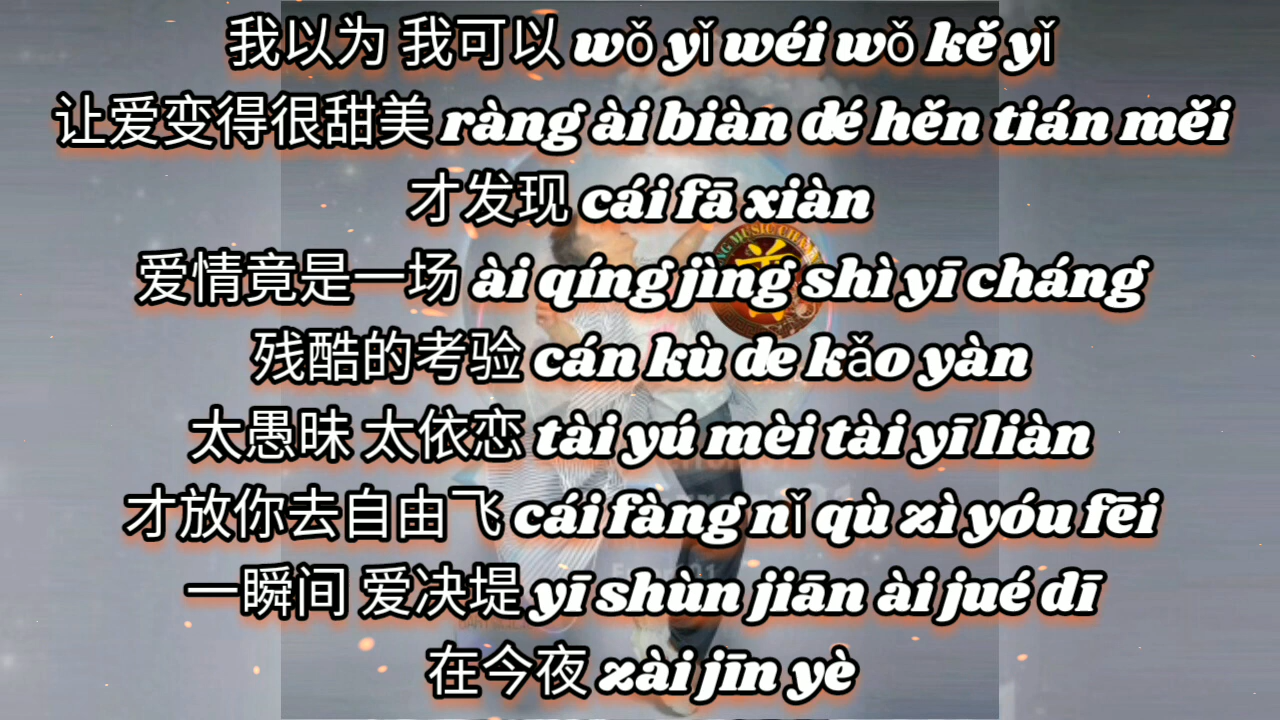 我以为 我可以 wǒ yǐ wéi wǒ kě yǐ
让爱变得很甜美 ràng ài biàn dé hěn tián měi
才发现 cái fā xiàn
爱情竟是一场 ài qíng jìng shì yī cháng
残酷的考验 cán kù de kǎo yàn
太愚昧 太依恋 tài yú mèi tài yī liàn
才放你去自由飞 cái fàng nǐ qù zì yóu fēi
一瞬间 爱决堤 yī shùn jiān ài jué dī
在今夜 zài jīn yè